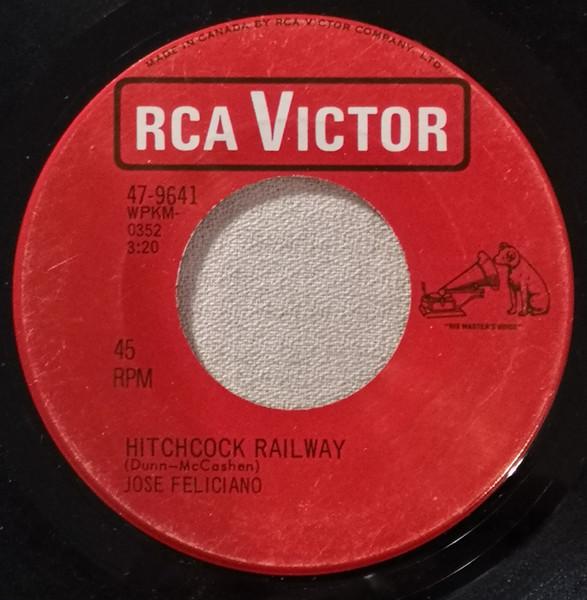 MADE IN CANADA BY RCA VICTOR COMPANY, LTD.
RCA VICTOR
47-9641
WPKM-
0352
3:20
"HIS MASTER'S VOICE"
45
RPM
HITCHCOCK RAILWAY
(Dunn-McCashen)
JOSE FELICIANO